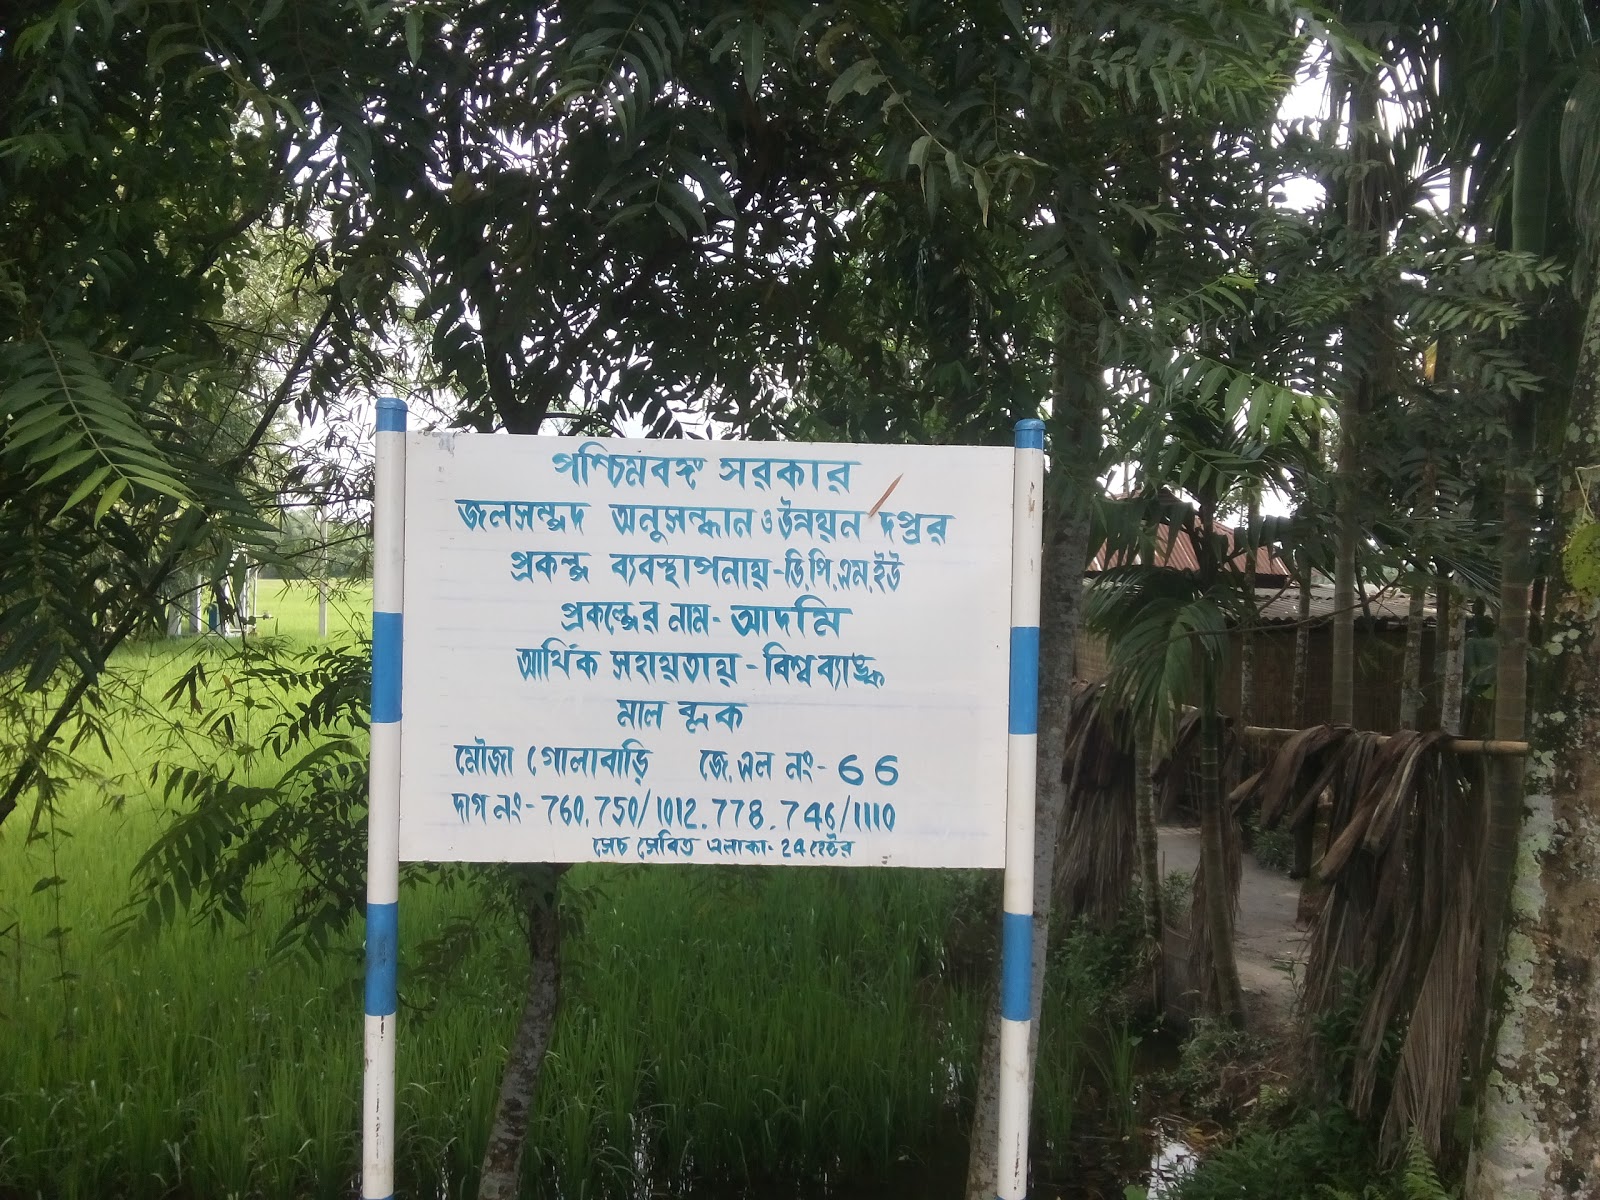 পশ্চিমবঙ্গ সরকার
জলসম্পদ অনুসন্ধান ও উন্নয়ন দপ্তর
প্রকল্প ব্যবস্থাপনায়-ডি.পি.এম.ইউ
প্রকল্পের নাম- আদমি
আর্থিক সহায়তায়-বিশ্বব্যাঙ্ক
মাল ব্লক
মৌজা গোলাবাড়ি জে.এল নং- 66
দাগ নং- 760, 750/1012, 778, 746/1110
সেচ সেবিত এলাকা- 24 হেক্টর